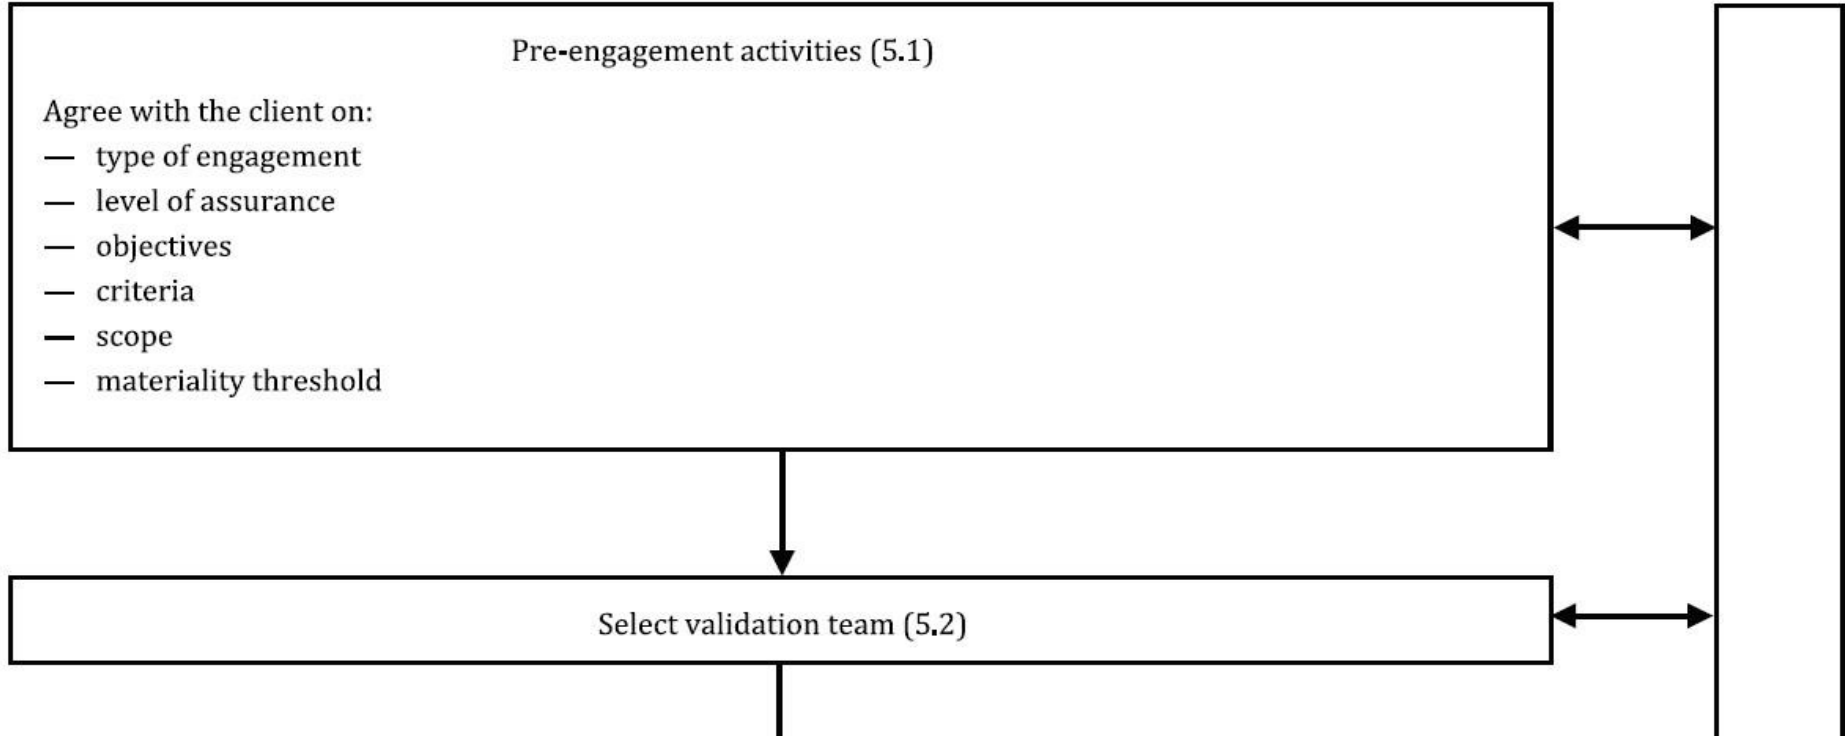 Pre-engagement activities (5.1)
Agree with the client on:
— type of engagement
— level of assurance
— objectives
— criteria
— scope
— materiality threshold
Select validation team (5.2)